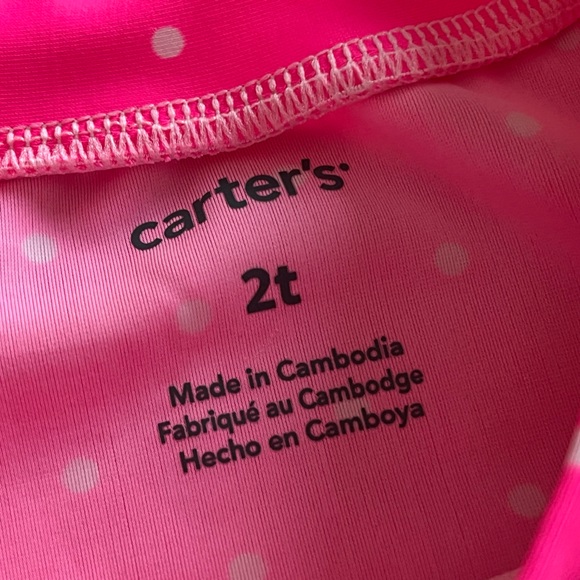 carter's
2t
Made in Cambodia
Fabriqué au Cambodge
Hecho en Camboya